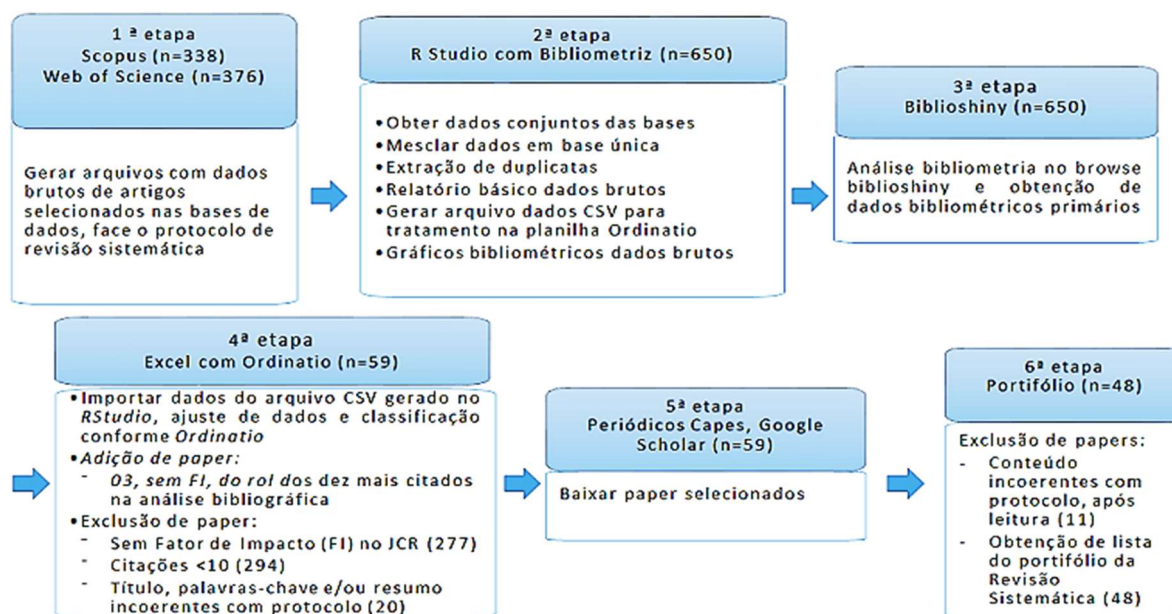 1 ª etapa
Scopus (n=338)
Web of Science (n=376)
Gerar arquivos com dados
brutos de artigos
selecionados nas bases de
dados, face o protocolo de
revisão sistemática
2ª etapa
R Studio com Bibliometriz (n=650)
•Obter dados conjuntos das bases
•Mesclar dados em base única
•Extração de duplicatas
•Relatório básico dados brutos
•Gerar arquivo dados CSV para
tratamento na planilha Ordinatio
•Gráficos bibliométricos dados brutos
3ª etapa
Biblioshiny (n=650)
Análise bibliometria no browse
biblioshiny e obtenção de
dados bibliométricos primários
4ª etapa
Excel com Ordinatio (n=59)
•Importar dados do arquivo CSV gerado no
RStudio, ajuste de dados e classificação
conforme Ordinatio
•Adição de paper:
- 03, sem FI, do rol dos dez mais citados
na análise bibliográfica
•Exclusão de paper:
- Sem Fator de Impacto (FI) no JCR (277)
- Citações <10 (294)
- Título, palavras-chave e/ou resumo
incoerentes com protocolo (20)
5ª etapa
Periódicos Capes, Google
Scholar (n=59)
Baixar paper selecionados
6ª etapa
Portifólio (n=48)
Exclusão de papers:
- Conteúdo
incoerentes com
protocolo, após
leitura (11)
- Obtenção de lista
do portifólio da
Revisão
Sistemática (48)